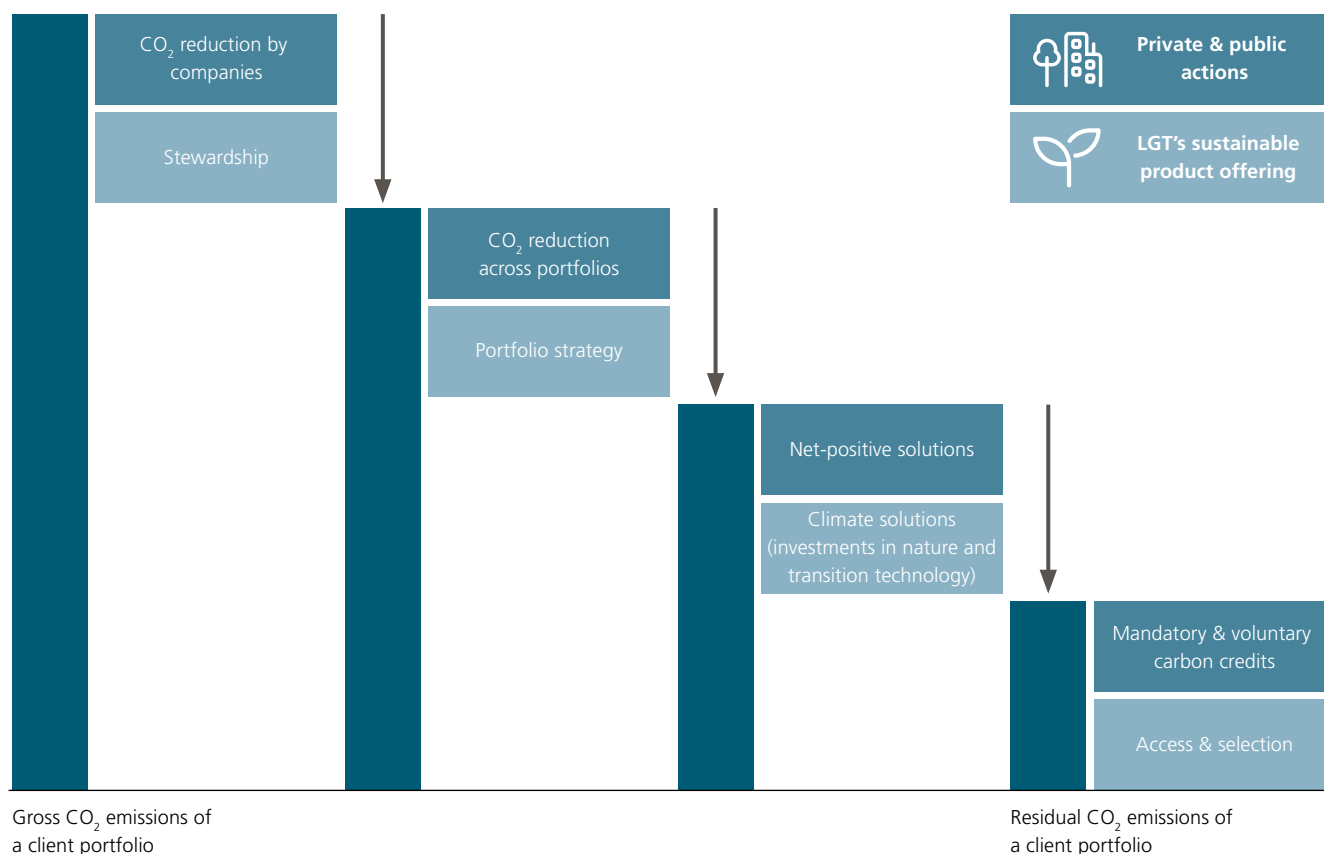 CO₂ reduction by
companies
Stewardship
Private & public
actions
LGT's sustainable
product offering
CO₂ reduction
across portfolios
Portfolio strategy
Net-positive solutions
Climate solutions
(investments in nature and
transition technology)
Mandatory & voluntary
carbon credits
Access & selection
Gross CO₂ emissions of
a client portfolio
Residual CO₂ emissions of
a client portfolio